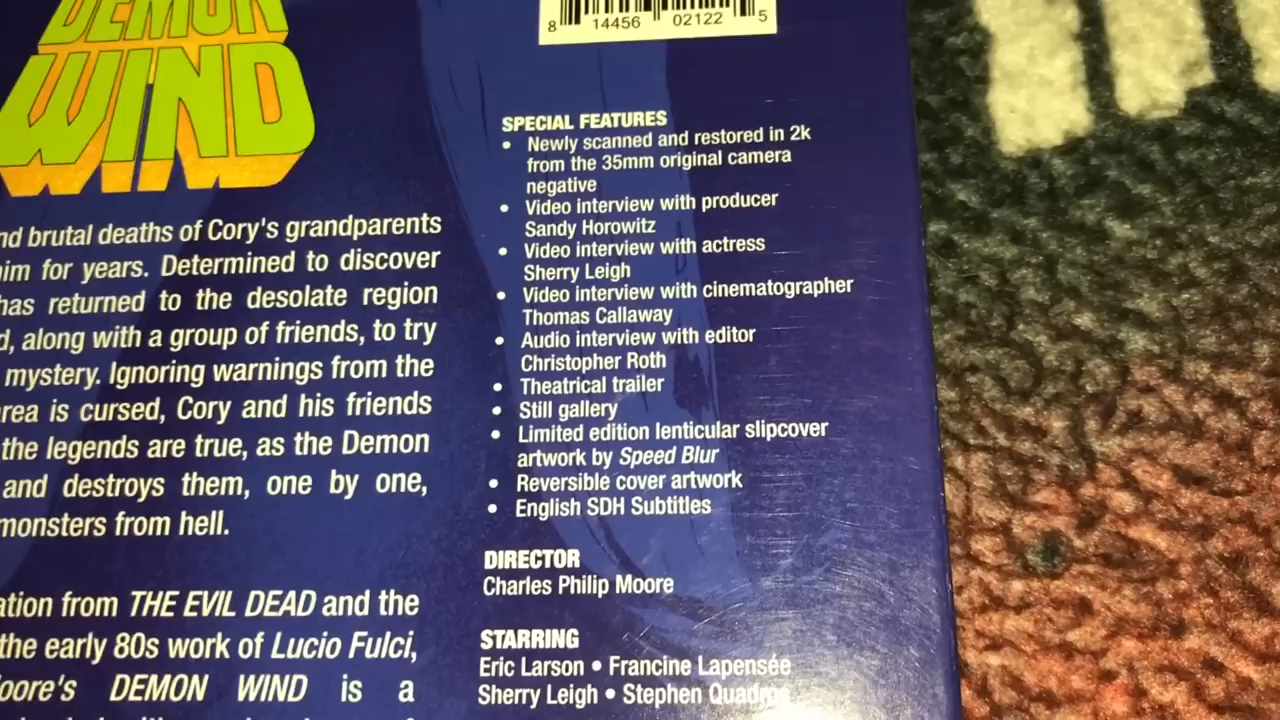 DEMON
WIND
nd brutal deaths of Cory's grandparents
him for years. Determined to discover
has returned to the desolate region
d, along with a group of friends, to try
mystery. Ignoring warnings from the
area is cursed, Cory and his friends
the legends are true, as the Demon
and destroys them, one by one,
monsters from hell.
ation from THE EVIL DEAD and the
the early 80s work of Lucio Fulci,
Moore's DEMON WIND is a
8 14456 02122 5
SPECIAL FEATURES
• Newly scanned and restored in 2k
from the 35mm original camera
negative
• Video interview with producer
Sandy Horowitz
• Video interview with actress
Sherry Leigh
• Video interview with cinematographer
Thomas Callaway
• Audio interview with editor
Christopher Roth
• Theatrical trailer
• Still gallery
• Limited edition lenticular slipcover
artwork by Speed Blur
• Reversible cover artwork
• English SDH Subtitles
DIRECTOR
Charles Philip Moore
STARRING
Eric Larson • Francine Lapensée
Sherry Leigh • Stephen Quadros